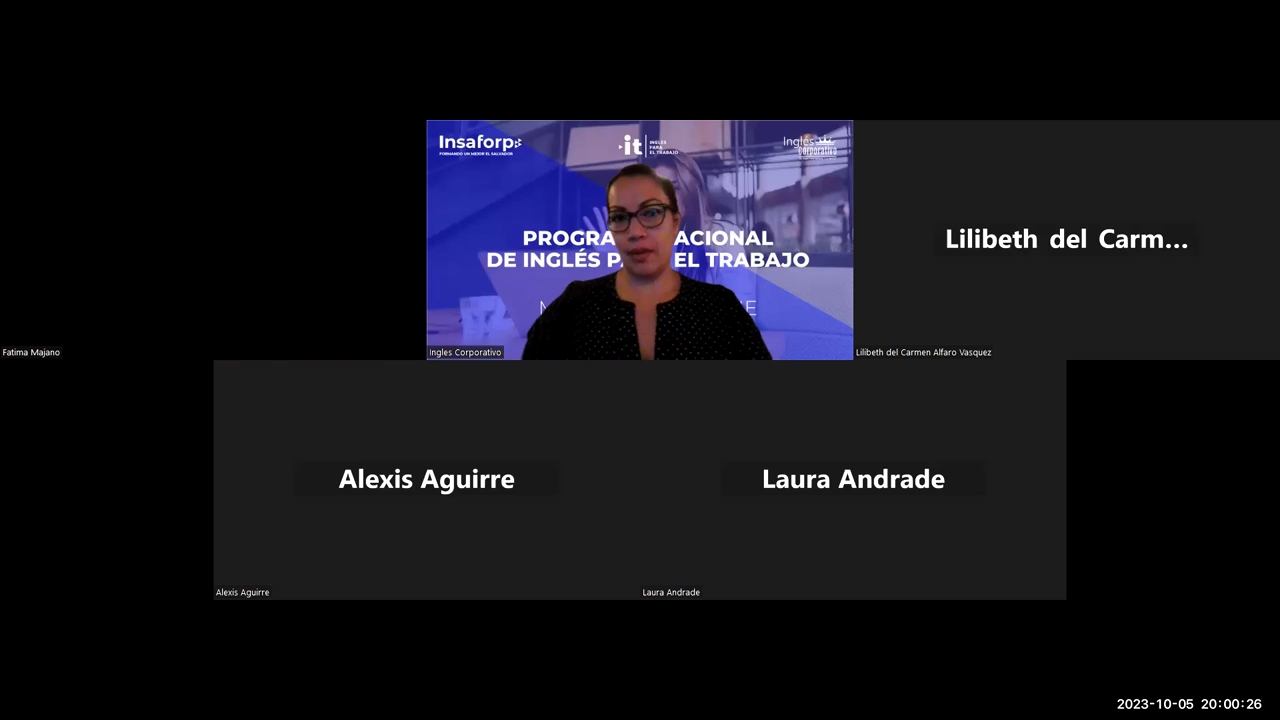 Insaforp
FORMANDO UN MEJOR EL SALVADOR
it
INGLÉS
PARA
EL TRABAJO
Inglés
corporativo
PROGRA ACIONAL
DE INGLÉS PA EL TRABAJO
M E
Lilibeth del Carm...
Fatima Majano
Ingles Corporativo
Lilibeth del Carmen Alfaro Vasquez
Alexis Aguirre
Laura Andrade
Alexis Aguirre
Laura Andrade
2023-10-05 20:00:26